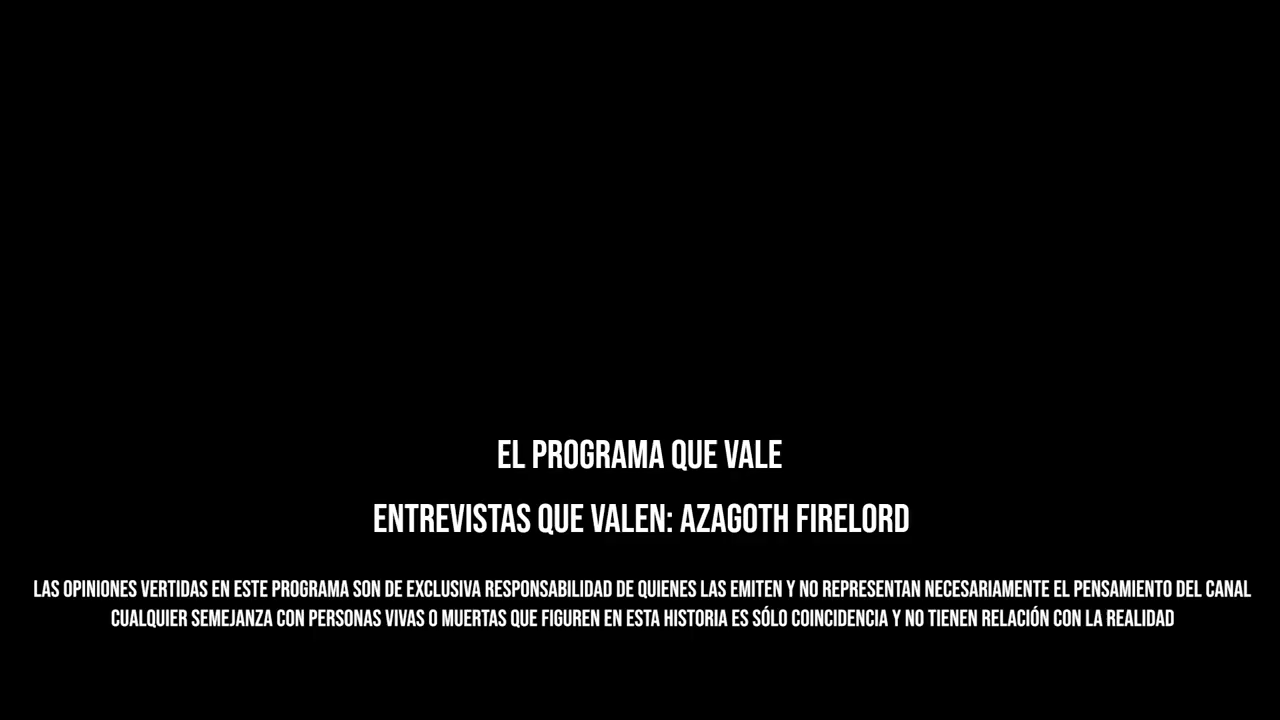 EL PROGRAMA QUE VALE
ENTREVISTAS QUE VALEN: AZAGOTH FIRELORD
LAS OPINIONES VERTIDAS EN ESTE PROGRAMA SON DE EXCLUSIVA RESPONSABILIDAD DE QUIENES LAS EMITEN Y NO REPRESENTAN NECESARIAMENTE EL PENSAMIENTO DEL CANAL
CUALQUIER SEMEJANZA CON PERSONAS VIVAS O MUERTAS QUE FIGUREN EN ESTA HISTORIA ES SÓLO COINCIDENCIA Y NO TIENEN RELACIÓN CON LA REALIDAD